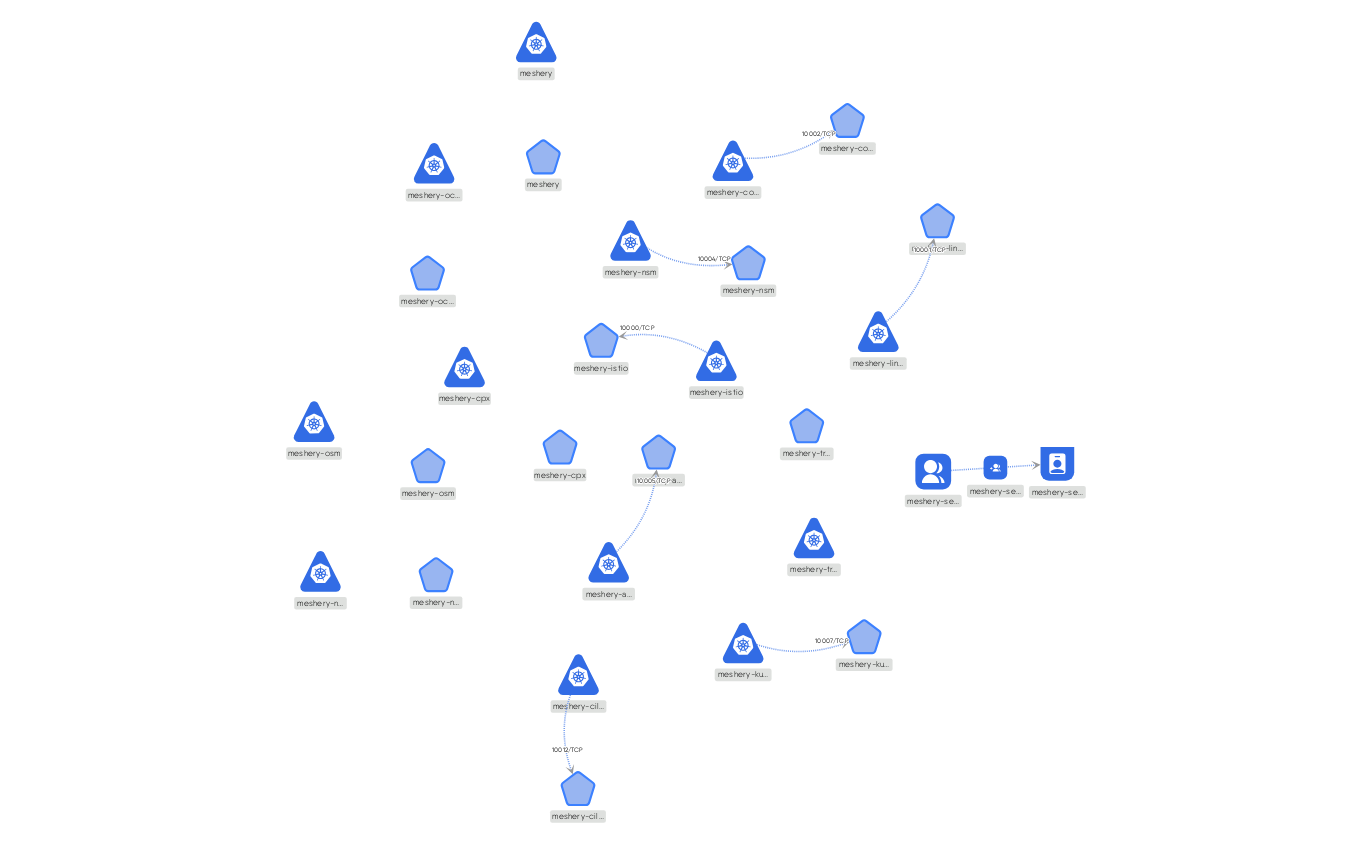 meshery
10002/TCP
meshery-co...
meshery
meshery-co...
meshery-oc...
meshery-lin...
10004/TCP
meshery-nsm
meshery-nsm
meshery-oc...
10000/TCP
meshery-istio
meshery-lin...
meshery-istio
meshery-cpx
meshery-osm
meshery-tr...
meshery-cpx
10005/TCP
meshery-osm
meshery-se...
meshery-se...
meshery-se...
meshery-tr...
meshery-a...
meshery-n...
meshery-n...
10007/TCP
meshery-ku...
meshery-ku...
meshery-cil...
10012/TCP
meshery-cil...